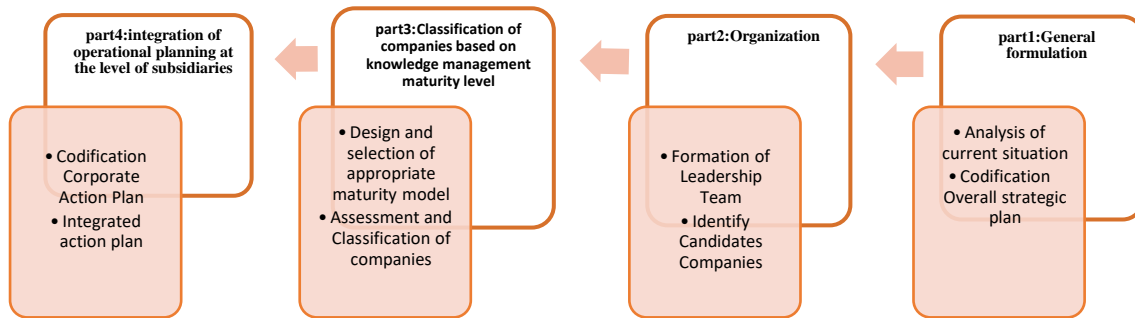 part4:integration of
operational planning at
the level of subsidiaries
• Codification
Corporate
Action Plan
• Integrated
action plan
part3:Classification of
companies based on
knowledge management
maturity level
• Design and
selection of
appropriate
maturity model
• Assessment and
Classification of
companies
part2:Organization
• Formation of
Leadership
Team
• Identify
Candidates
Companies
part1:General
formulation
• Analysis of
current situation
• Codification
Overall strategic
plan